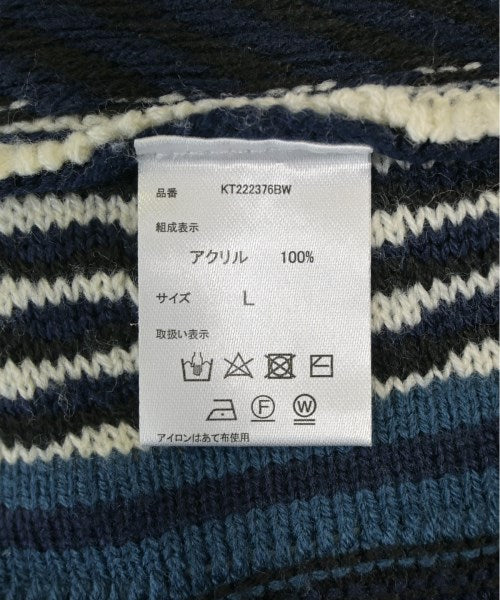 品番 KT222376BW
組成表示
アクリル 100%
サイズ L
取扱い表示
F W
アイロンはあて布使用